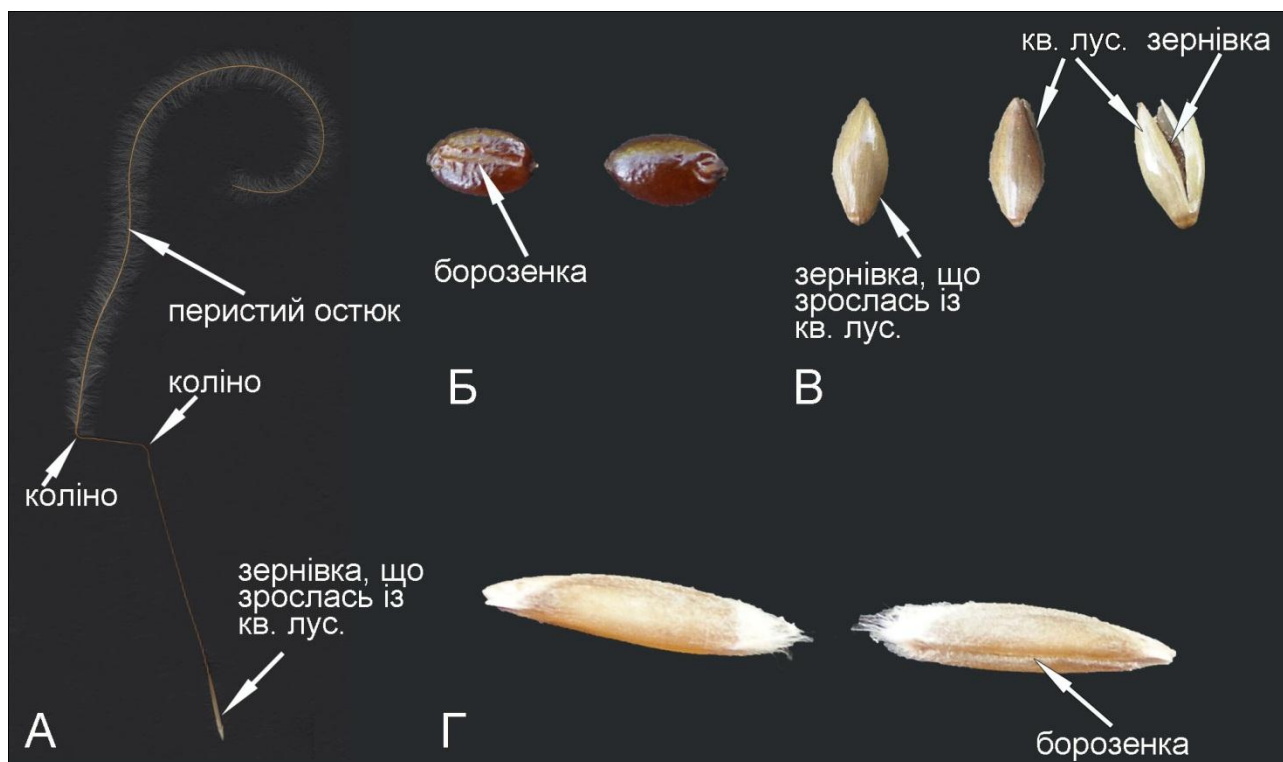 кв. лус. зернівка
борозенка
зернівка, що
зрослась із
кв. лус.
перистий остюк
коліно
коліно
зернівка, що
зрослась із
кв. лус.
борозенка
А
Б
В
Г